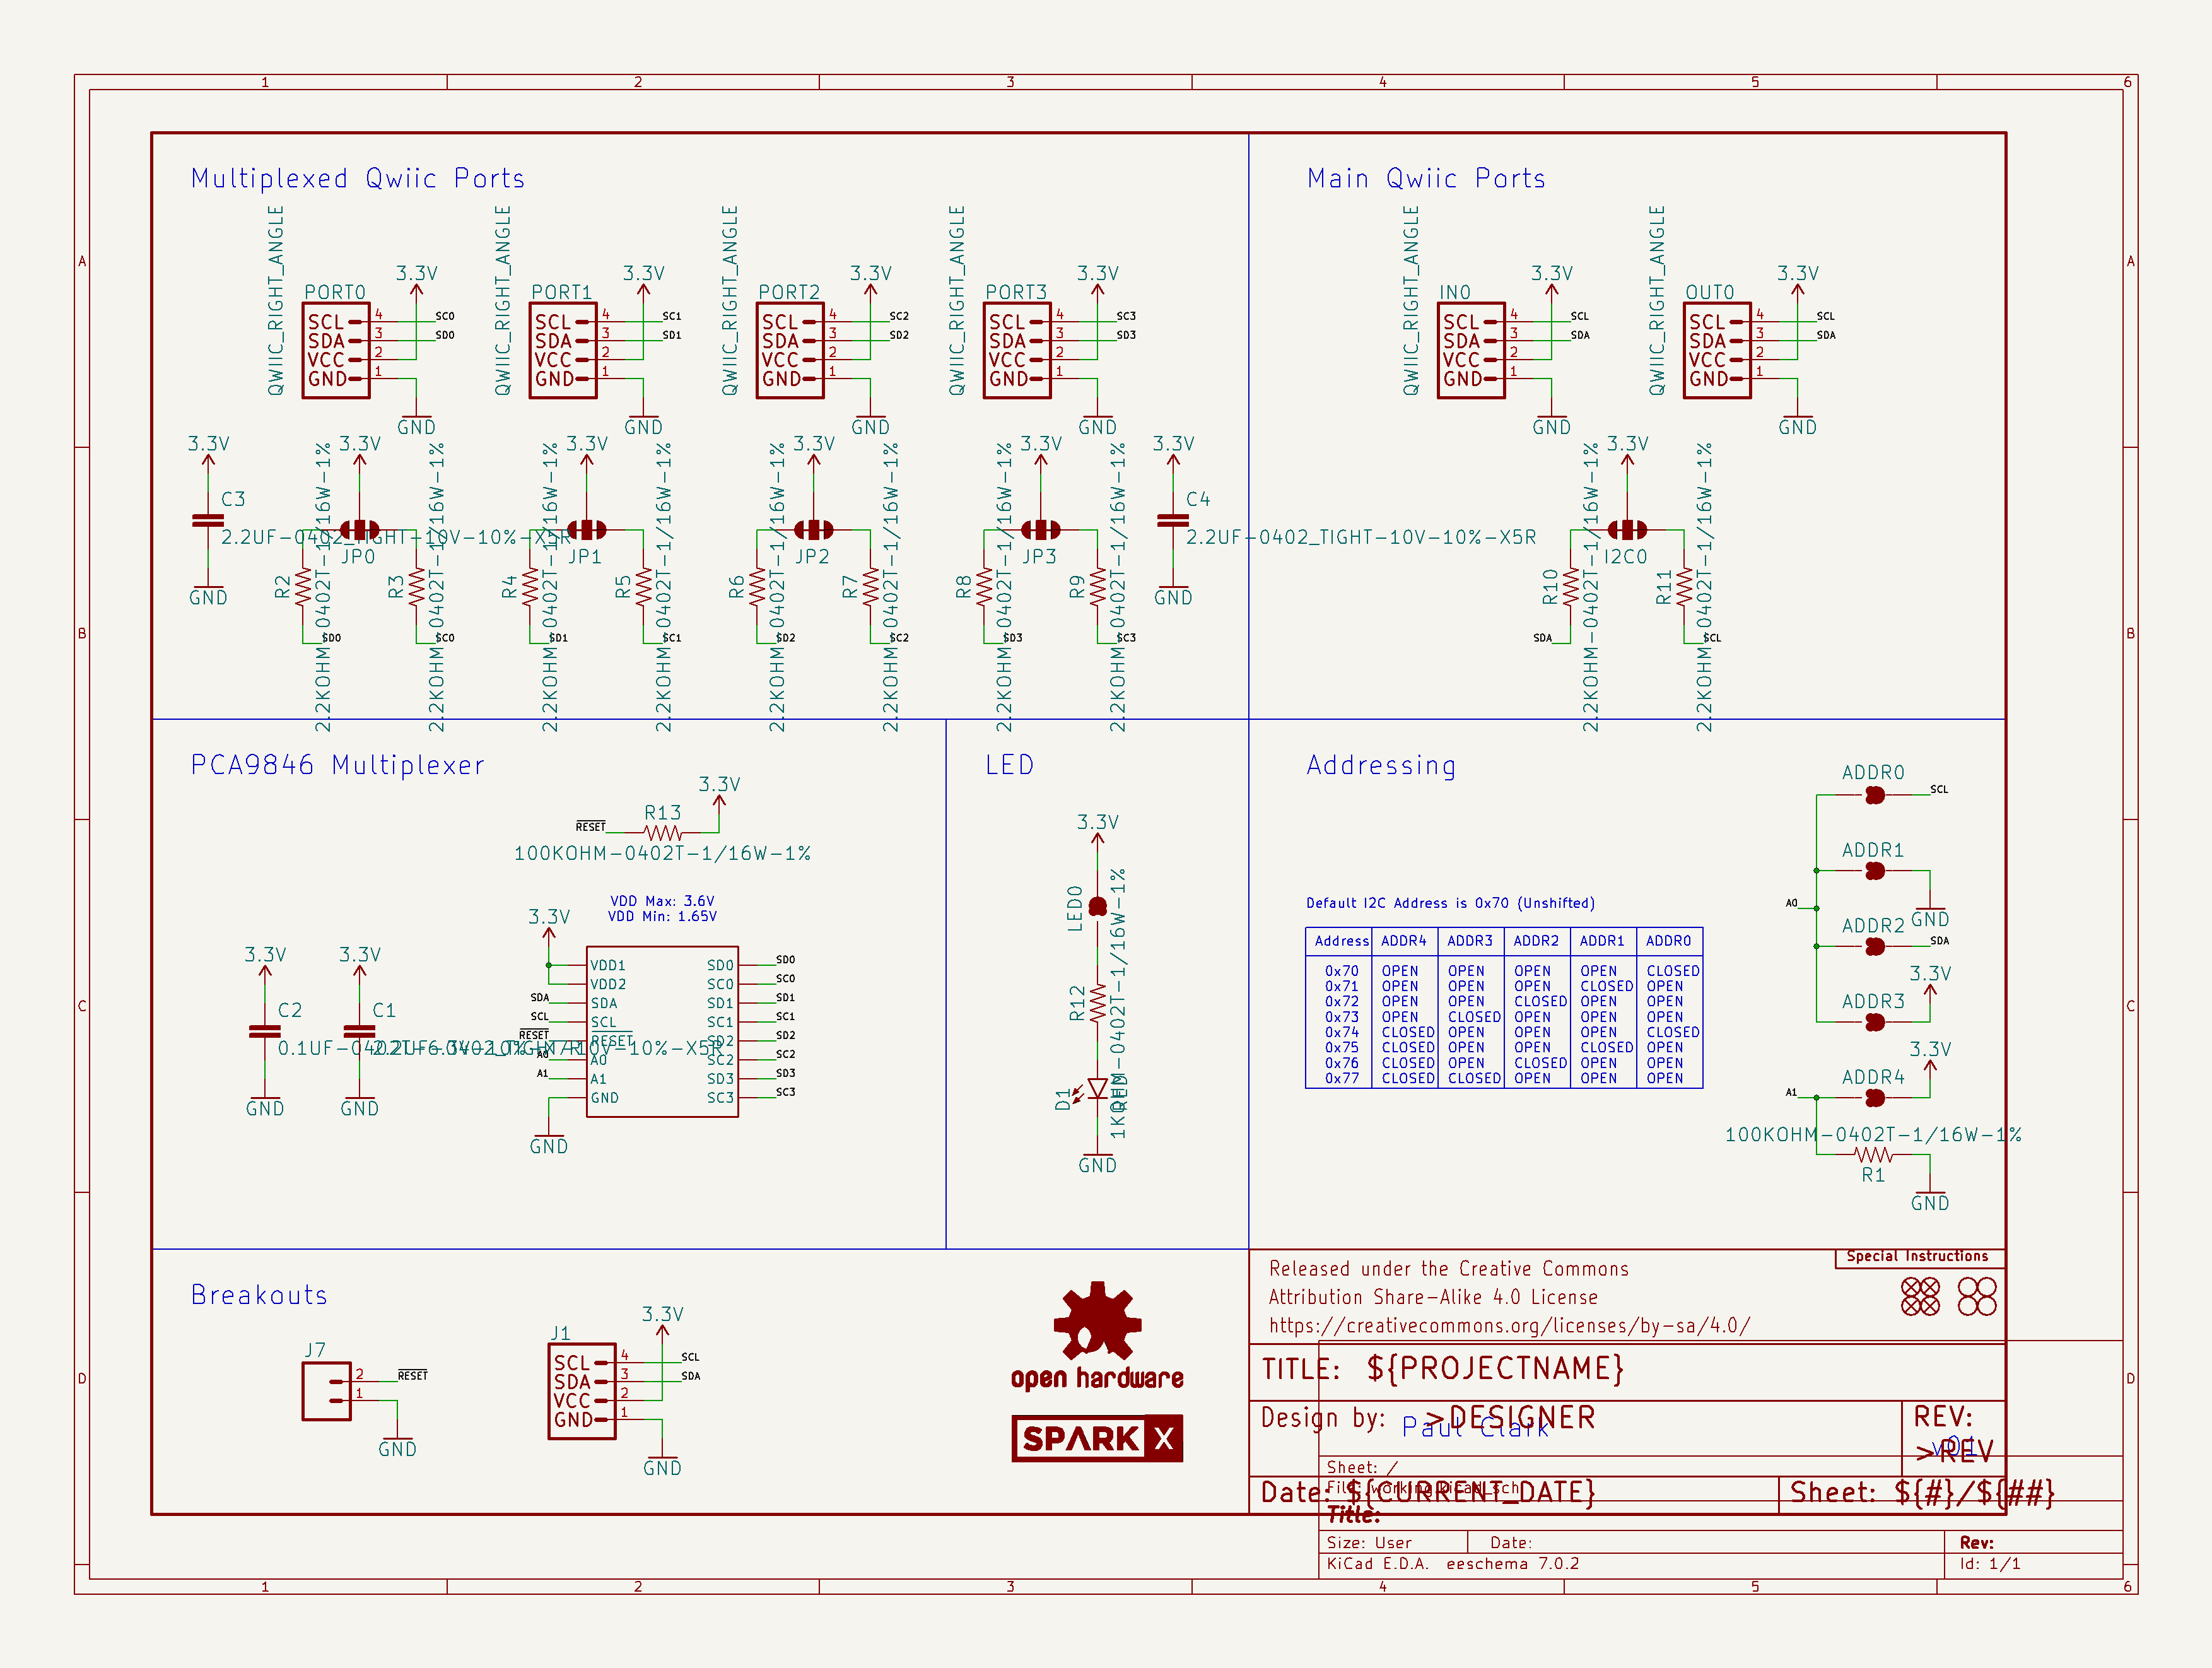 1 2 3 4 5 6
A
B
C
D
A
B
C
D
Multiplexed Qwiic Ports
QWIIC_RIGHT_ANGLE
PORT0
3.3V
SCL 4 SC0
SDA 3 SD0
VCC 2
GND 1
GND
QWIIC_RIGHT_ANGLE
PORT1
3.3V
SCL 4 SC1
SDA 3 SD1
VCC 2
GND 1
GND
QWIIC_RIGHT_ANGLE
PORT2
3.3V
SCL 4 SC2
SDA 3 SD2
VCC 2
GND 1
GND
QWIIC_RIGHT_ANGLE
PORT3
3.3V
SCL 4 SC3
SDA 3 SD3
VCC 2
GND 1
GND
3.3V
C3
2.2UF-0402_TIGHT-10V-10%-X5R
GND
3.3V
JP0
R2
2.2KOHM-0402T-1/16W-1%
SD0
R3
2.2KOHM-0402T-1/16W-1%
SC0
3.3V
JP1
R4
2.2KOHM-0402T-1/16W-1%
SD1
R5
2.2KOHM-0402T-1/16W-1%
SC1
3.3V
JP2
R6
2.2KOHM-0402T-1/16W-1%
SD2
R7
2.2KOHM-0402T-1/16W-1%
SC2
3.3V
JP3
R8
2.2KOHM-0402T-1/16W-1%
SD3
R9
2.2KOHM-0402T-1/16W-1%
SC3
3.3V
C4
2.2UF-0402_TIGHT-10V-10%-X5R
GND
Main Qwiic Ports
QWIIC_RIGHT_ANGLE
IN0
3.3V
SCL 4 SCL
SDA 3 SDA
VCC 2
GND 1
GND
QWIIC_RIGHT_ANGLE
OUT0
3.3V
SCL 4 SCL
SDA 3 SDA
VCC 2
GND 1
GND
3.3V
I2C0
R10
2.2KOHM-0402T-1/16W-1%
SDA
R11
2.2KOHM-0402T-1/16W-1%
SCL
PCA9846 Multiplexer
3.3V
R13
RESET
100KOHM-0402T-1/16W-1%
VDD Max: 3.6V
VDD Min: 1.65V
3.3V
VDD1 SD0 SD0
VDD2 SC0 SC0
SDA SDA SD1 SD1
SCL SCL SC1 SC1
RESET RESET SD2 SD2
A0 A0 SC2 SC2
A1 A1 SD3 SD3
GND SC3 SC3
GND
3.3V
C2
0.1UF-0402T-6.3V-10%-X7R
GND
3.3V
C1
2.2UF-0402_TIGHT-10V-10%-X5R
GND
LED
3.3V
LED0
R12
1KOHM-0402T-1/16W-1%
D1
RED
GND
Addressing
Default I2C Address is 0x70 (Unshifted)
Address ADDR4 ADDR3 ADDR2 ADDR1 ADDR0
0x70 OPEN OPEN OPEN OPEN CLOSED
0x71 OPEN OPEN OPEN CLOSED OPEN
0x72 OPEN OPEN CLOSED OPEN OPEN
0x73 OPEN CLOSED OPEN OPEN OPEN
0x74 CLOSED OPEN OPEN OPEN CLOSED
0x75 CLOSED OPEN OPEN CLOSED OPEN
0x76 CLOSED OPEN CLOSED OPEN OPEN
0x77 CLOSED CLOSED OPEN OPEN OPEN
ADDR0
SCL
ADDR1
A0
GND
ADDR2
SDA
3.3V
ADDR3
3.3V
ADDR4
A1
100KOHM-0402T-1/16W-1%
R1
GND
Breakouts
J7
2 RESET
1
GND
J1
3.3V
SCL 4 SCL
SDA 3 SDA
VCC 2
GND 1
GND
open hardware
SPARK X
Released under the Creative Commons
Attribution Share-Alike 4.0 License
https://creativecommons.org/licenses/by-sa/4.0/
Special Instructions
TITLE: ${PROJECTNAME}
Design by: >DESIGNER
Paul Clark
REV:
>REV
v01
Sheet: /
File: working.kicad_sch
Date: ${CURRENT_DATE}
Sheet: ${#}/${##}
Title:
Size: User Date: Rev:
KiCad E.D.A. eeschema 7.0.2 Id: 1/1
1 2 3 4 5 6